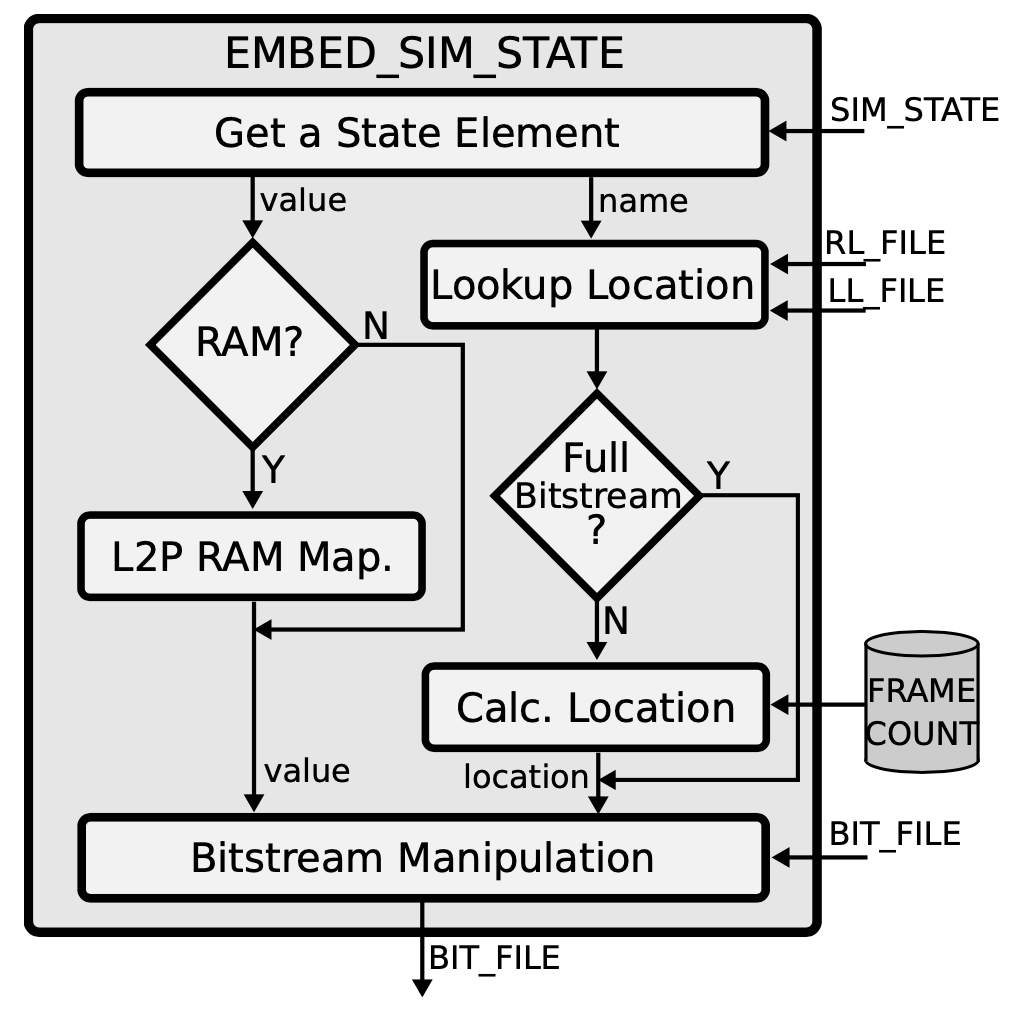 EMBED_SIM_STATE
SIM_STATE
Get a State Element
value
name
RL_FILE
Lookup Location
LL_FILE
RAM?
N
Y
Full
Bitstream
?
Y
L2P RAM Map.
N
FRAME
COUNT
Calc. Location
value
location
BIT_FILE
Bitstream Manipulation
BIT_FILE